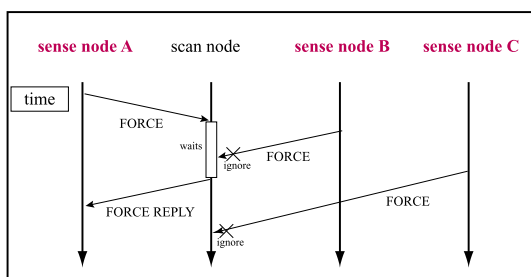 sense node A scan node sense node B sense node C
time
FORCE
waits
FORCE
ignore
FORCE REPLY
FORCE
ignore